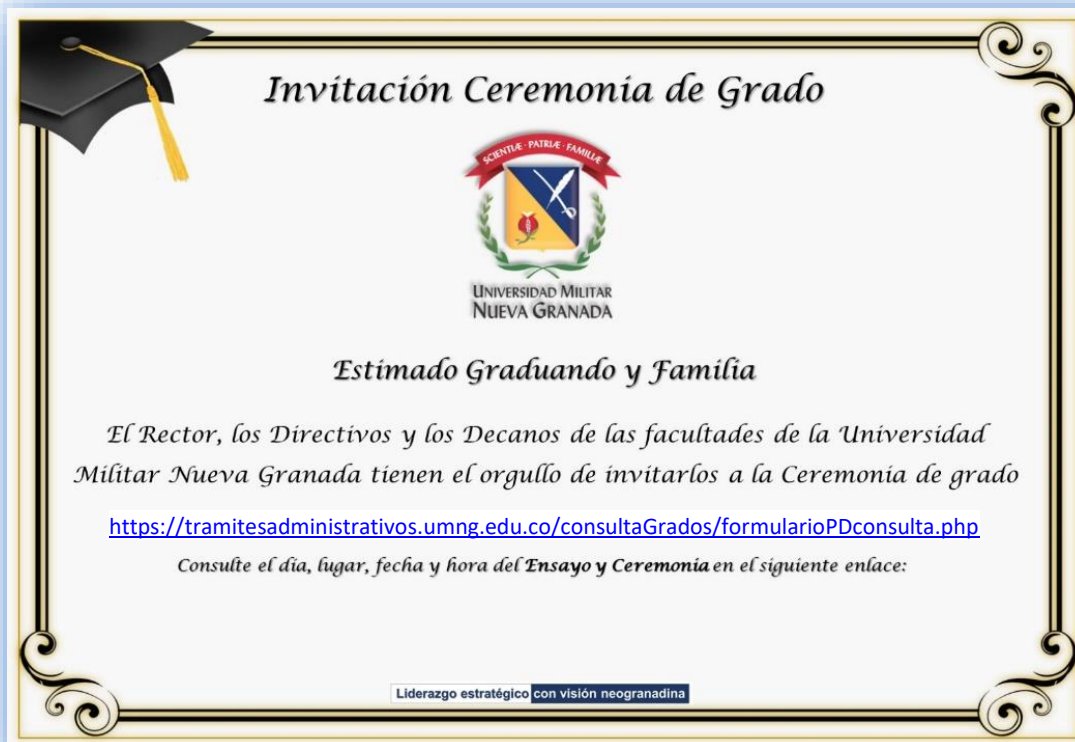 Invitación Ceremonia de Grado
SCIENTIÆ · PATRIÆ · FAMILIÆ
UNIVERSIDAD MILITAR
NUEVA GRANADA
Estimado Graduando y Familia
El Rector, los Directivos y los Decanos de las facultades de la Universidad
Militar Nueva Granada tienen el orgullo de invitarlos a la Ceremonia de grado
https://tramitesadministrativos.umng.edu.co/consultaGrados/formularioPDconsulta.php
Consulte el día, lugar, fecha y hora del Ensayo y Ceremonia en el siguiente enlace:
Liderazgo estratégico con visión neogranadina